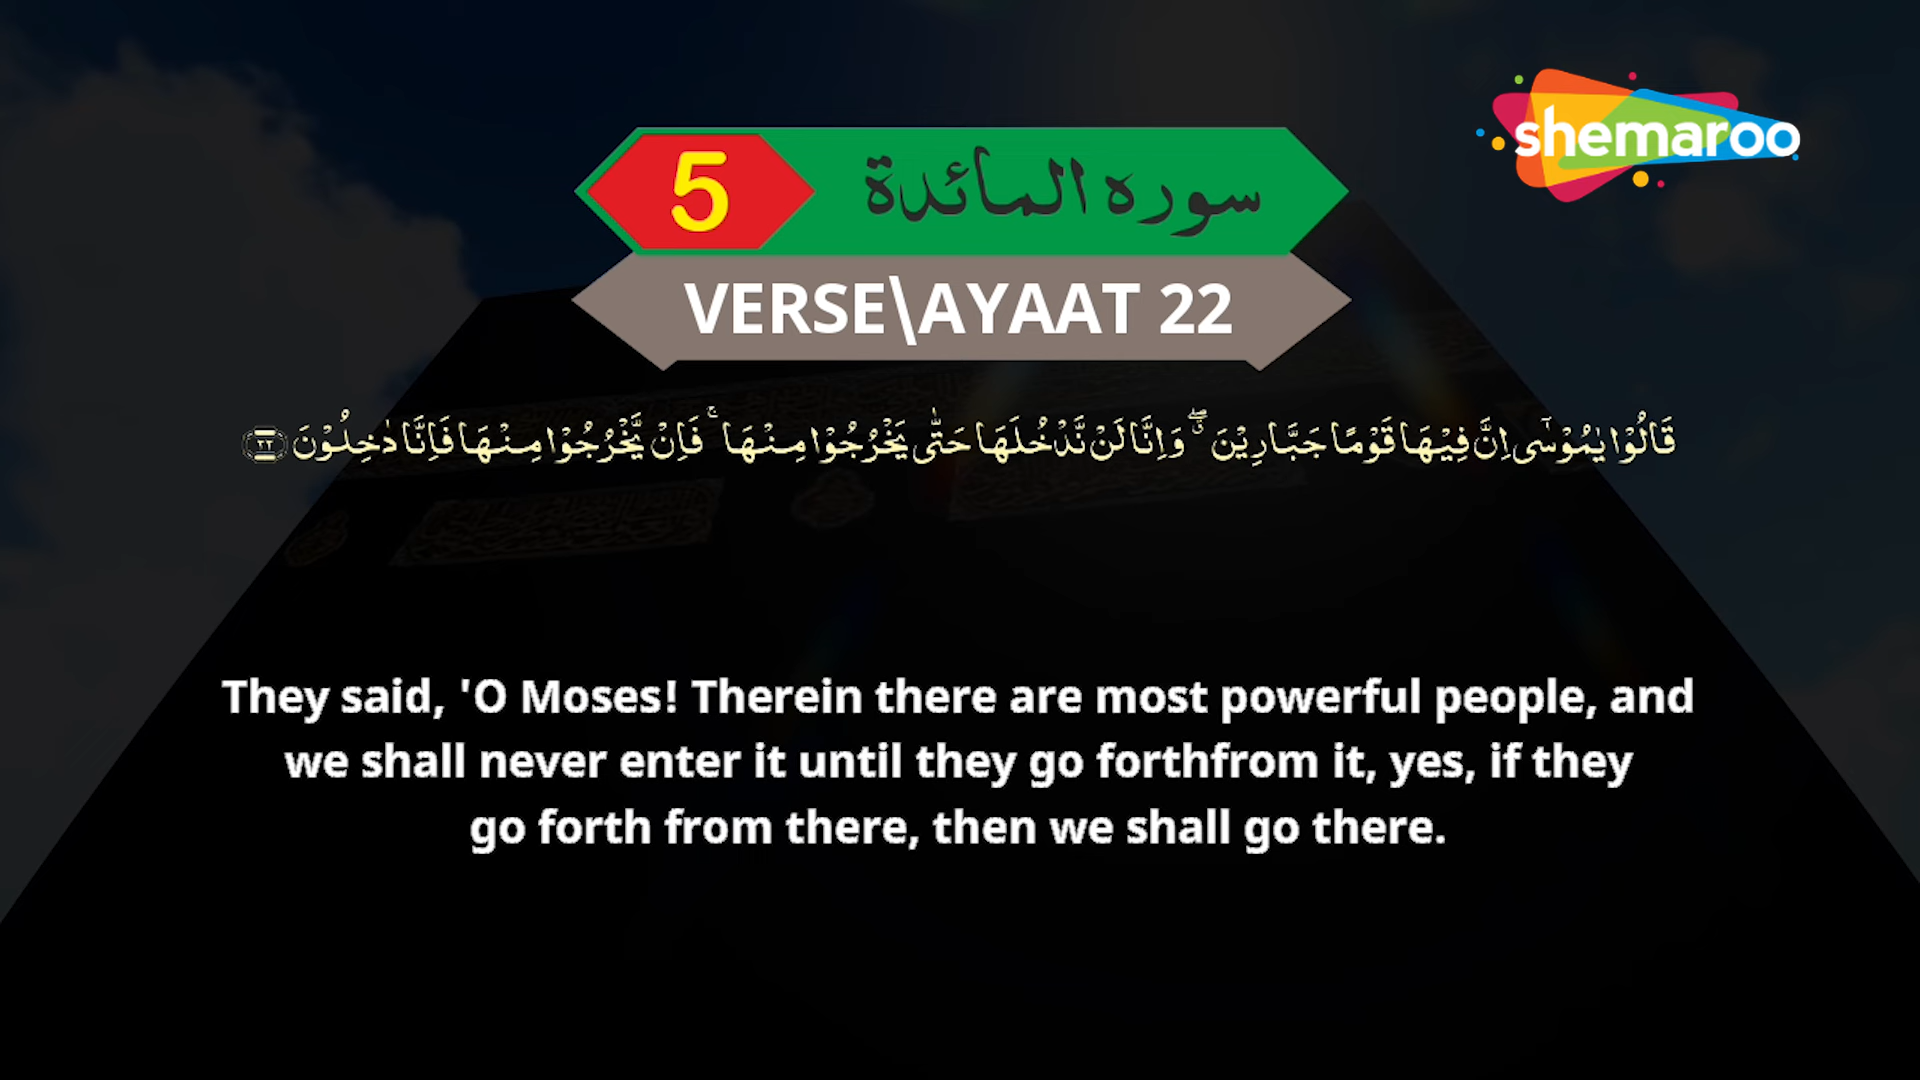 shemaroo
5 سوره المائدة
VERSE\AYAAT 22
قَالُوْا يٰمُوْسٰٓى اِنَّ فِيْهَا قَوْمًا جَبَّارِيْنَ ۖۗ وَاِنَّا لَنْ نَّدْخُلَهَا حَتّٰى يَخْرُجُوْا مِنْهَا ۚ فَاِنْ يَّخْرُجُوْا مِنْهَا فَاِنَّا دٰخِلُوْنَ ٢٢
They said, 'O Moses! Therein there are most powerful people, and
we shall never enter it until they go forthfrom it, yes, if they
go forth from there, then we shall go there.